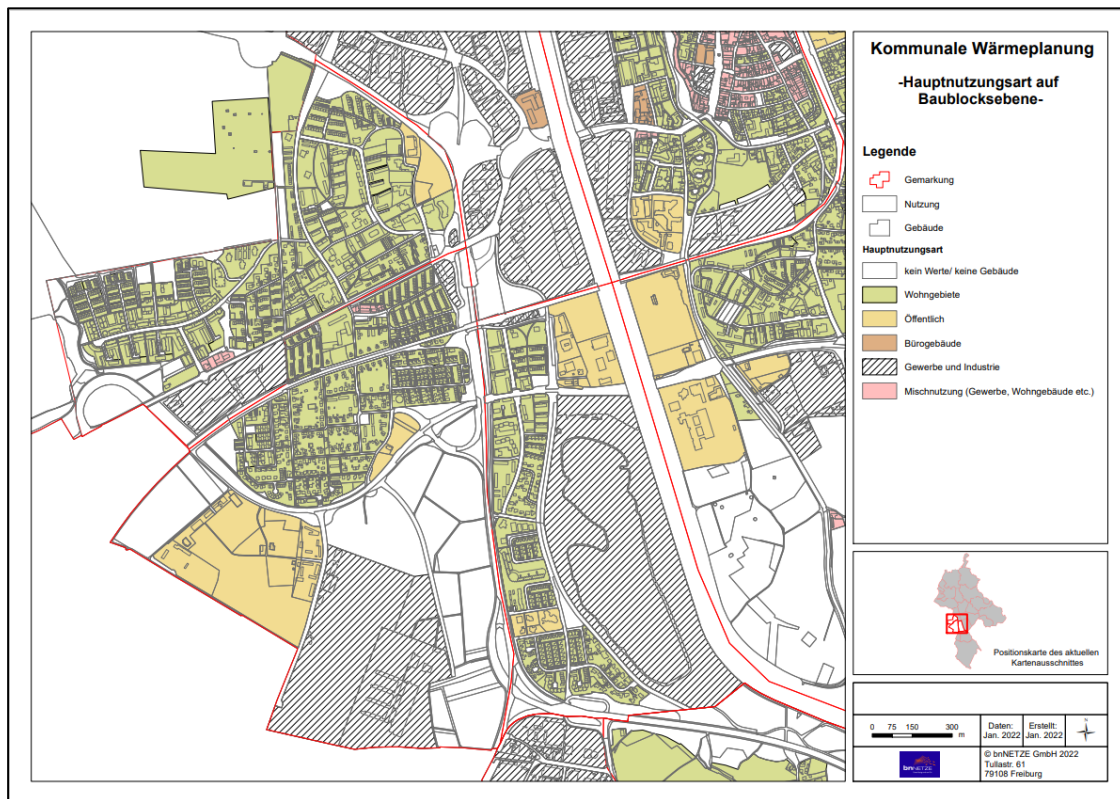 Kommunale Wärmeplanung
-Hauptnutzungsart auf
Baublocksebene-
Legende
Gemarkung
Nutzung
Gebäude
Hauptnutzungsart
kein Werte/ keine Gebäude
Wohngebiete
Öffentlich
Bürogebäude
Gewerbe und Industrie
Mischnutzung (Gewerbe, Wohngebäude etc.)
Positionskarte des aktuellen
Kartenausschnittes
0 75 150 300
m
Daten:
Jan. 2022
Erstellt:
Jan. 2022
N
bnNETZE
© bnNETZE GmbH 2022
Tullastr. 61
79108 Freiburg